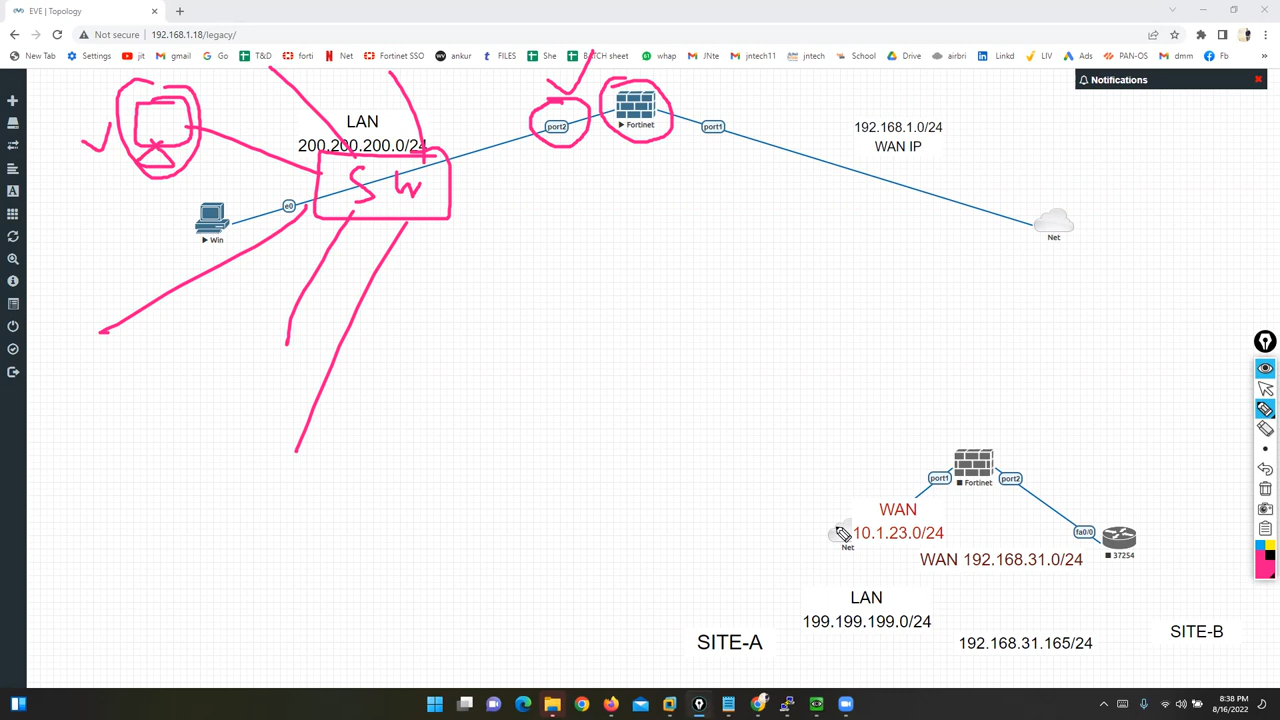 EVE | Topology
Not secure
192.168.1.18/legacy/
New Tab
Settings
jit
gmail
Go
T&D
forti
Net
Fortinet SSO
ankur
FILES
She
BATCH sheet
whap
JNte
jntech11
jntech
School
Drive
airbri
Linkd
LIV
Ads
PAN-OS
dmm
Fb
Notifications
LAN
200.200.200.0/24
port2
Fortinet
port1
192.168.1.0/24
WAN IP
SW
e0
Win
Net
Fortinet
port1
port2
WAN
10.1.23.0/24
Net
fa0/0
37254
WAN 192.168.31.0/24
LAN
199.199.199.0/24
SITE-A
192.168.31.165/24
SITE-B
8:38 PM
8/16/2022